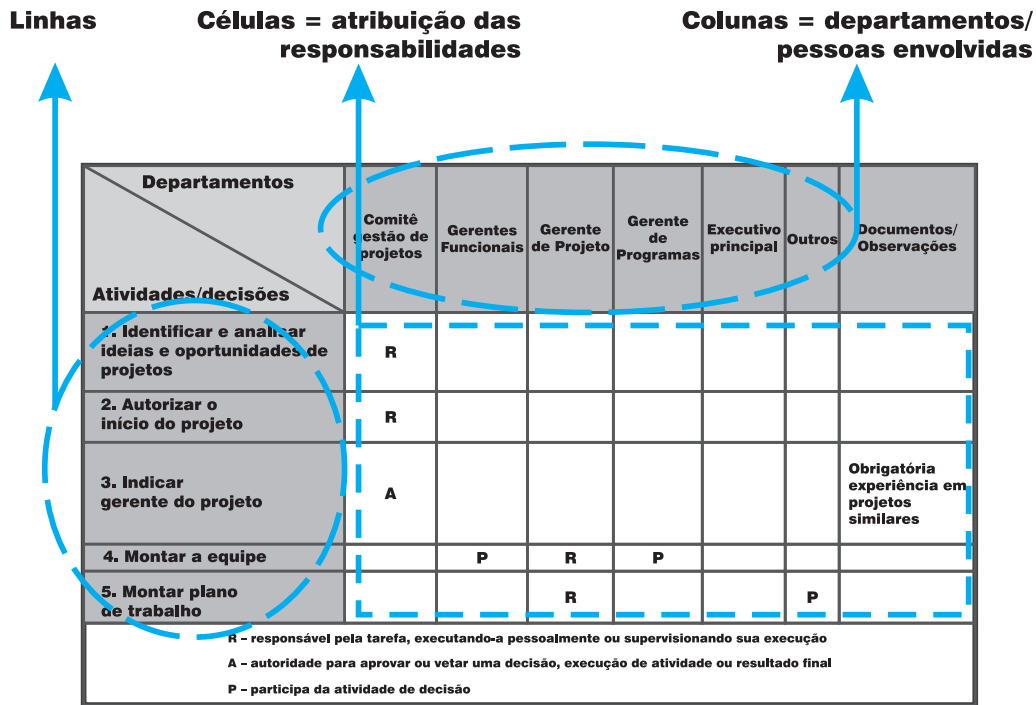 Linhas
Células = atribuição das
responsabilidades
Colunas = departamentos/
pessoas envolvidas
Departamentos
Atividades/decisões
Comitê
gestão de
projetos
Gerentes
Funcionais
Gerente
de Projeto
Gerente
de
Programas
Executivo
principal
Outros
Documentos/
Observações
1. Identificar e analisar
ideias e oportunidades de
projetos
R
2. Autorizar o
início do projeto
R
3. Indicar
gerente do projeto
A
Obrigatória
experiência em
projetos
similares
4. Montar a equipe
P
R
P
5. Montar plano
de trabalho
R
P
R – responsável pela tarefa, executando-a pessoalmente ou supervisionando sua execução
A – autoridade para aprovar ou vetar uma decisão, execução de atividade ou resultado final
P – participa da atividade de decisão